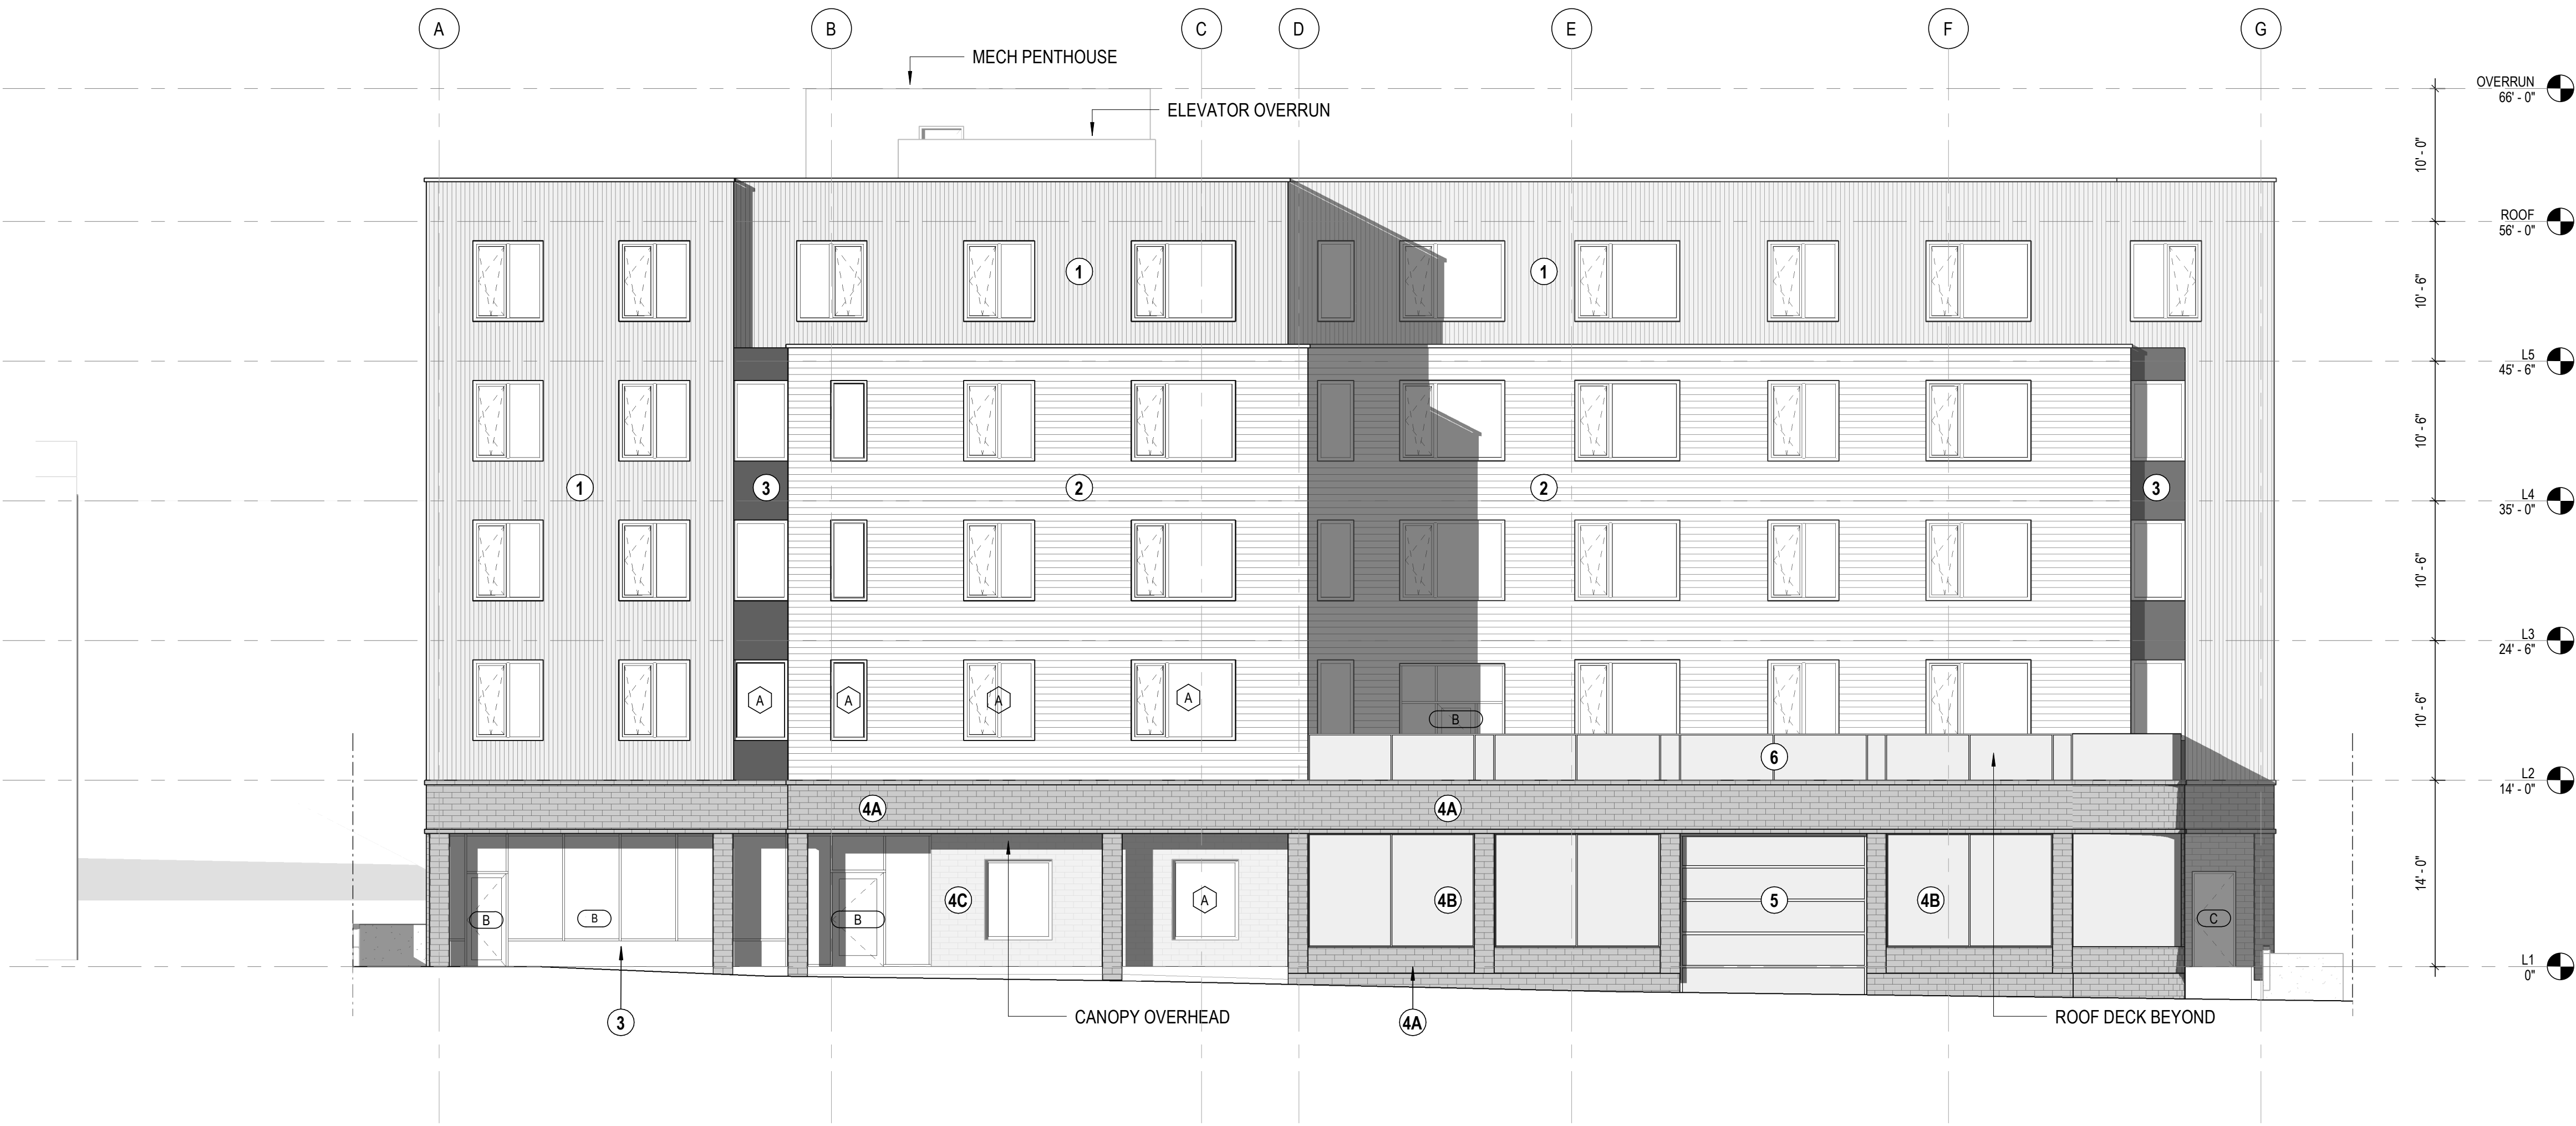 A B C D E F G
MECH PENTHOUSE
OVERRUN
66' - 0"
ELEVATOR OVERRUN
10' - 0"
ROOF
56' - 0"
1 1
10' - 6"
L5
45' - 6"
10' - 6"
1 3 2 2 3
L4
35' - 0"
10' - 6"
L3
24' - 6"
A A A A
B
10' - 6"
6
L2
14' - 0"
4A 4A
14' - 0"
4C A 4B 5 4B
B B B C
L1
0"
3 CANOPY OVERHEAD 4A ROOF DECK BEYOND